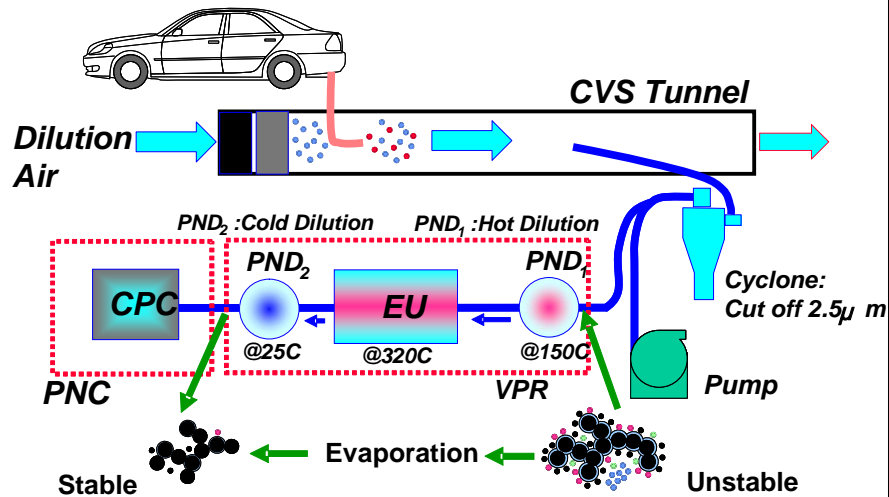 CVS Tunnel
Dilution
Air
PND2 :Cold Dilution
PND1 :Hot Dilution
PND2
PND1
CPC
EU
Cyclone:
Cut off 2.5μ m
@25C
@320C
@150C
PNC
VPR
Pump
Evaporation
Stable
Unstable